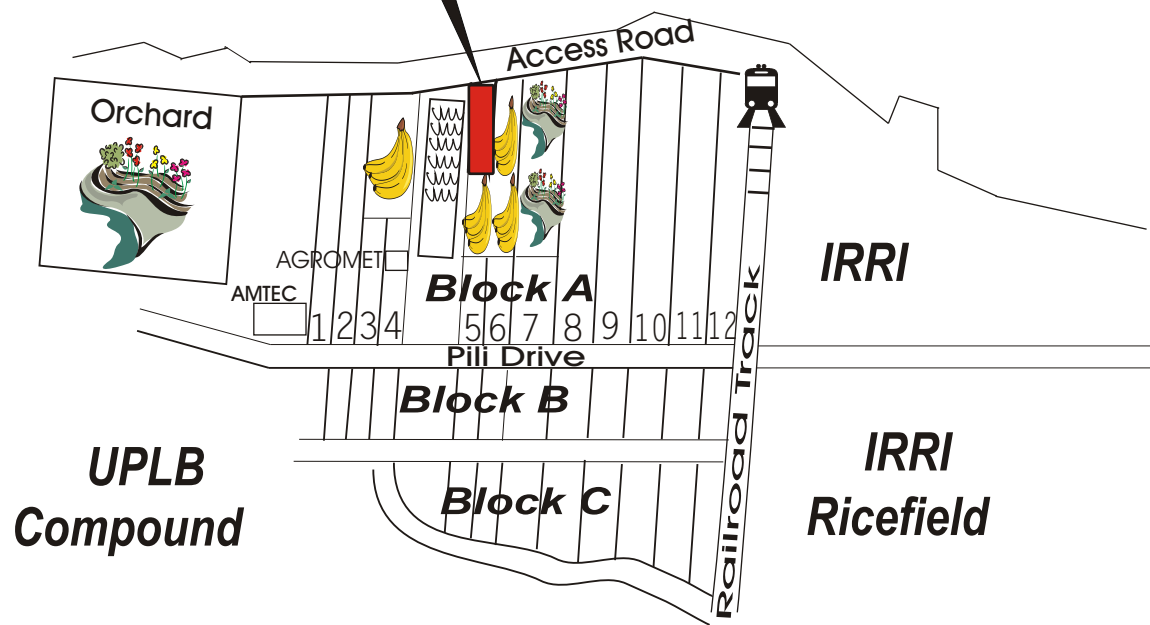 Access Road
Orchard
IRRI
AGROMET
AMTEC
Block A
1 2 3 4 5 6 7 8 9 10 11 12
Pili Drive
Block B
Railroad Track
UPLB
Compound
IRRI
Ricefield
Block C